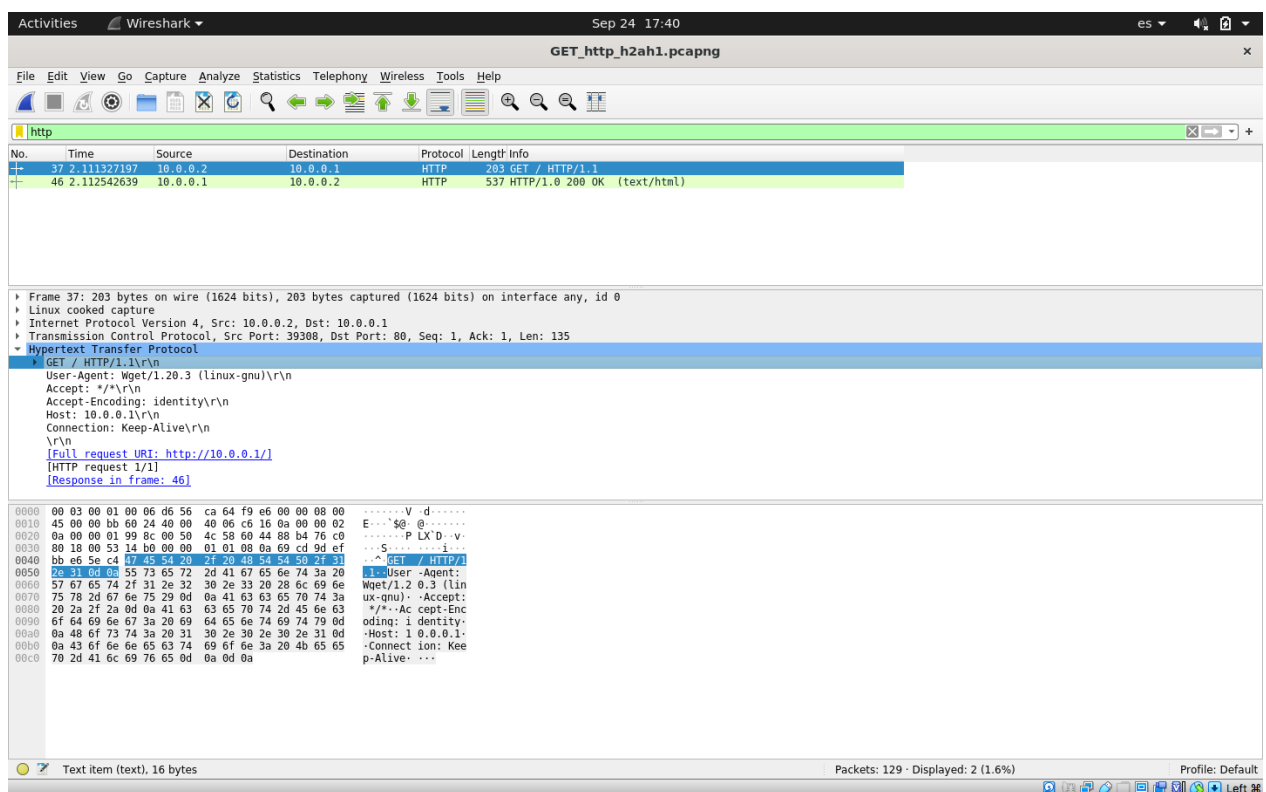 Activities Wireshark Sep 24 17:40 es
GET_http_h2ah1.pcapng ×
File Edit View Go Capture Analyze Statistics Telephony Wireless Tools Help
http +
No. Time Source Destination Protocol Length Info
37 2.111327197 10.0.0.2 10.0.0.1 HTTP 203 GET / HTTP/1.1
46 2.112542639 10.0.0.1 10.0.0.2 HTTP 537 HTTP/1.0 200 OK (text/html)
Frame 37: 203 bytes on wire (1624 bits), 203 bytes captured (1624 bits) on interface any, id 0
Linux cooked capture
Internet Protocol Version 4, Src: 10.0.0.2, Dst: 10.0.0.1
Transmission Control Protocol, Src Port: 39308, Dst Port: 80, Seq: 1, Ack: 1, Len: 135
Hypertext Transfer Protocol
GET / HTTP/1.1\r\n
User-Agent: Wget/1.20.3 (linux-gnu)\r\n
Accept: */*\r\n
Accept-Encoding: identity\r\n
Host: 10.0.0.1\r\n
Connection: Keep-Alive\r\n
\r\n
[Full request URI: http://10.0.0.1/]
[HTTP request 1/1]
[Response in frame: 46]
0000 00 03 00 01 00 06 d6 56 ca 64 f9 e6 00 00 08 00 ·······V ·d······
0010 45 00 00 bb 60 24 40 00 40 06 c6 16 0a 00 00 02 E···`$@· @·······
0020 0a 00 00 01 99 8c 00 50 4c 58 60 44 88 b4 76 c0 ·······P LX`D··v·
0030 80 18 00 53 14 b0 00 00 01 01 08 0a 69 cd 9d ef ···S···· ····i···
0040 bb e6 5e c4 47 45 54 20 2f 20 48 54 54 50 2f 31 ··^·GET / HTTP/1
0050 2e 31 0d 0a 55 73 65 72 2d 41 67 65 6e 74 3a 20 .1··User -Agent:
0060 57 67 65 74 2f 31 2e 32 30 2e 33 20 28 6c 69 6e Wget/1.2 0.3 (lin
0070 75 78 2d 67 6e 75 29 0d 0a 41 63 63 65 70 74 3a ux-gnu)· ·Accept:
0080 20 2a 2f 2a 0d 0a 41 63 63 65 70 74 2d 45 6e 63 */*··Ac cept-Enc
0090 6f 64 69 6e 67 3a 20 69 64 65 6e 74 69 74 79 0d oding: i dentity·
00a0 0a 48 6f 73 74 3a 20 31 30 2e 30 2e 30 2e 31 0d ·Host: 1 0.0.0.1·
00b0 0a 43 6f 6e 6e 65 63 74 69 6f 6e 3a 20 4b 65 65 ·Connect ion: Kee
00c0 70 2d 41 6c 69 76 65 0d 0a 0d 0a p-Alive· ···
Text item (text), 16 bytes Packets: 129 · Displayed: 2 (1.6%) Profile: Default
Left ⌘